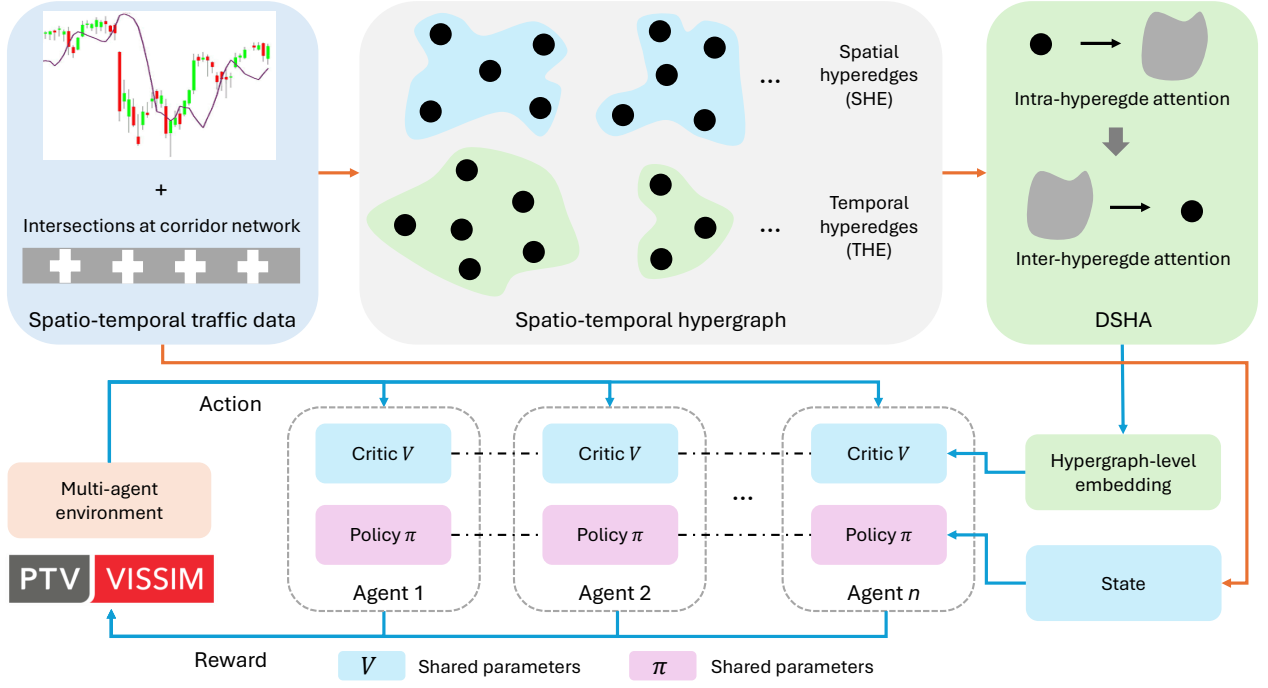 +
Intersections at corridor network
Spatio-temporal traffic data
...
Spatial
hyperedges
(SHE)
...
Temporal
hyperedges
(THE)
Spatio-temporal hypergraph
Intra-hyperegde attention
Inter-hyperegde attention
DSHA
Action
Multi-agent
environment
PTV VISSIM
Reward
Critic V
Policy π
Agent 1
Critic V
Policy π
Agent 2
...
Critic V
Policy π
Agent n
Hypergraph-level
embedding
State
V Shared parameters
π Shared parameters